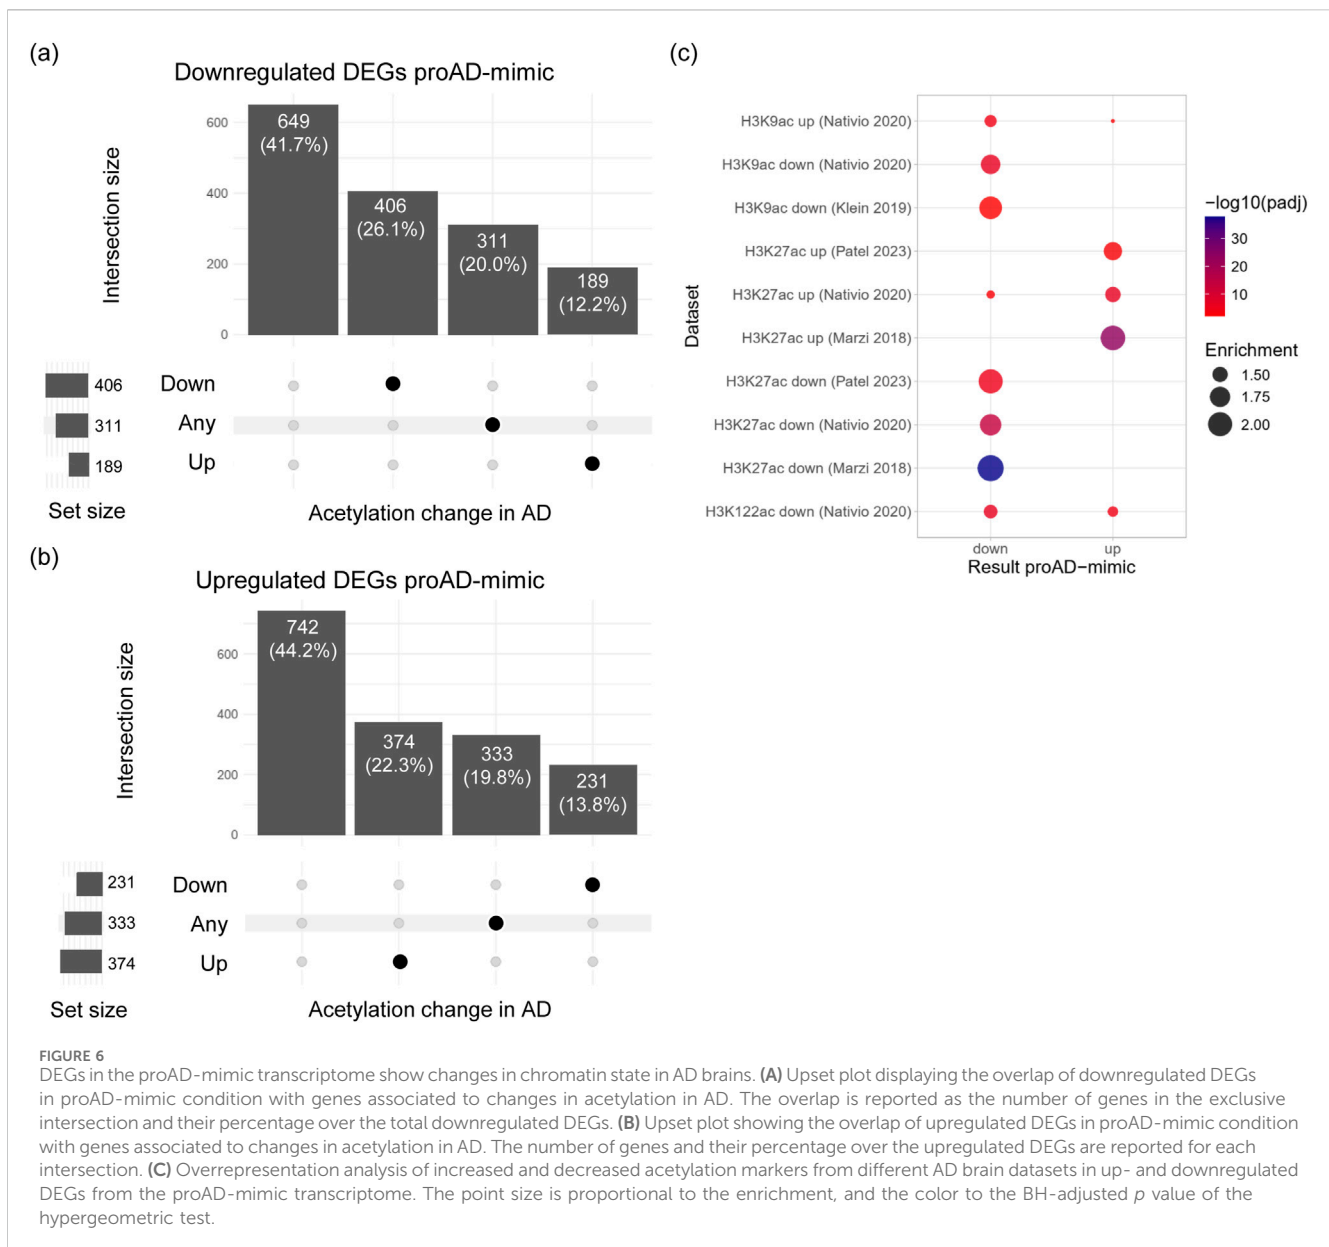 (a)
Downregulated DEGs proAD-mimic
Intersection size
600
400
200
0
649
(41.7%)
406
(26.1%)
311
(20.0%)
189
(12.2%)
406
311
189
Set size
Down
Any
Up
Acetylation change in AD
(b)
Upregulated DEGs proAD-mimic
Intersection size
600
400
200
0
742
(44.2%)
374
(22.3%)
333
(19.8%)
231
(13.8%)
231
333
374
Set size
Down
Any
Up
Acetylation change in AD
(c)
Dataset
H3K9ac up (Nativio 2020)
H3K9ac down (Nativio 2020)
H3K9ac down (Klein 2019)
H3K27ac up (Patel 2023)
H3K27ac up (Nativio 2020)
H3K27ac up (Marzi 2018)
H3K27ac down (Patel 2023)
H3K27ac down (Nativio 2020)
H3K27ac down (Marzi 2018)
H3K122ac down (Nativio 2020)
down
up
Result proAD−mimic
−log10(padj)
30
20
10
Enrichment
1.50
1.75
2.00
FIGURE 6
DEGs in the proAD-mimic transcriptome show changes in chromatin state in AD brains. (A) Upset plot displaying the overlap of downregulated DEGs
in proAD-mimic condition with genes associated to changes in acetylation in AD. The overlap is reported as the number of genes in the exclusive
intersection and their percentage over the total downregulated DEGs. (B) Upset plot showing the overlap of upregulated DEGs in proAD-mimic condition
with genes associated to changes in acetylation in AD. The number of genes and their percentage over the upregulated DEGs are reported for each
intersection. (C) Overrepresentation analysis of increased and decreased acetylation markers from different AD brain datasets in up- and downregulated
DEGs from the proAD-mimic transcriptome. The point size is proportional to the enrichment, and the color to the BH-adjusted p value of the
hypergeometric test.